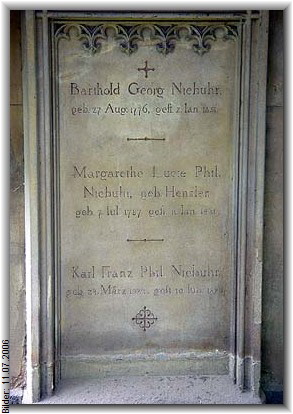 Barthold Georg Niebuhr,
geb. 27. Aug. 1776, gest. 2. Jan. 1831.
Margarethe Lucie Phil.
Niebuhr, geb. Hensler
geb. 7. Jul 1787 gest. 11. Jan. 1831.
Karl Franz Phil. Niebuhr,
geb. 23. März gest. 10. Jul.
Bilder: 11.07.2006